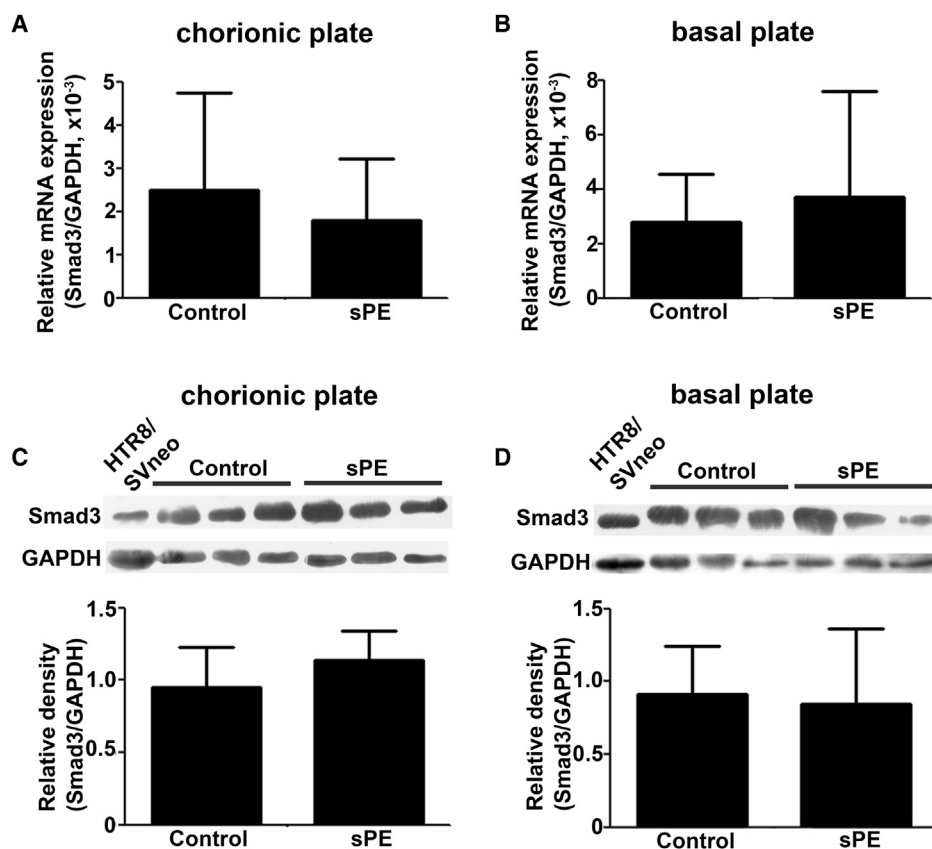 A
chorionic plate
Relative mRNA expression
(Smad3/GAPDH, x10⁻³)
5
4
3
2
1
0
Control
sPE
B
basal plate
Relative mRNA expression
(Smad3/GAPDH, x10⁻³)
8
6
4
2
0
Control
sPE
chorionic plate
C
HTR8/
SVneo
Control
sPE
Smad3
GAPDH
Relative density
(Smad3/GAPDH)
1.5
1.0
0.5
0
Control
sPE
basal plate
D
HTR8/
SVneo
Control
sPE
Smad3
GAPDH
Relative density
(Smad3/GAPDH)
1.5
1.0
0.5
0
Control
sPE